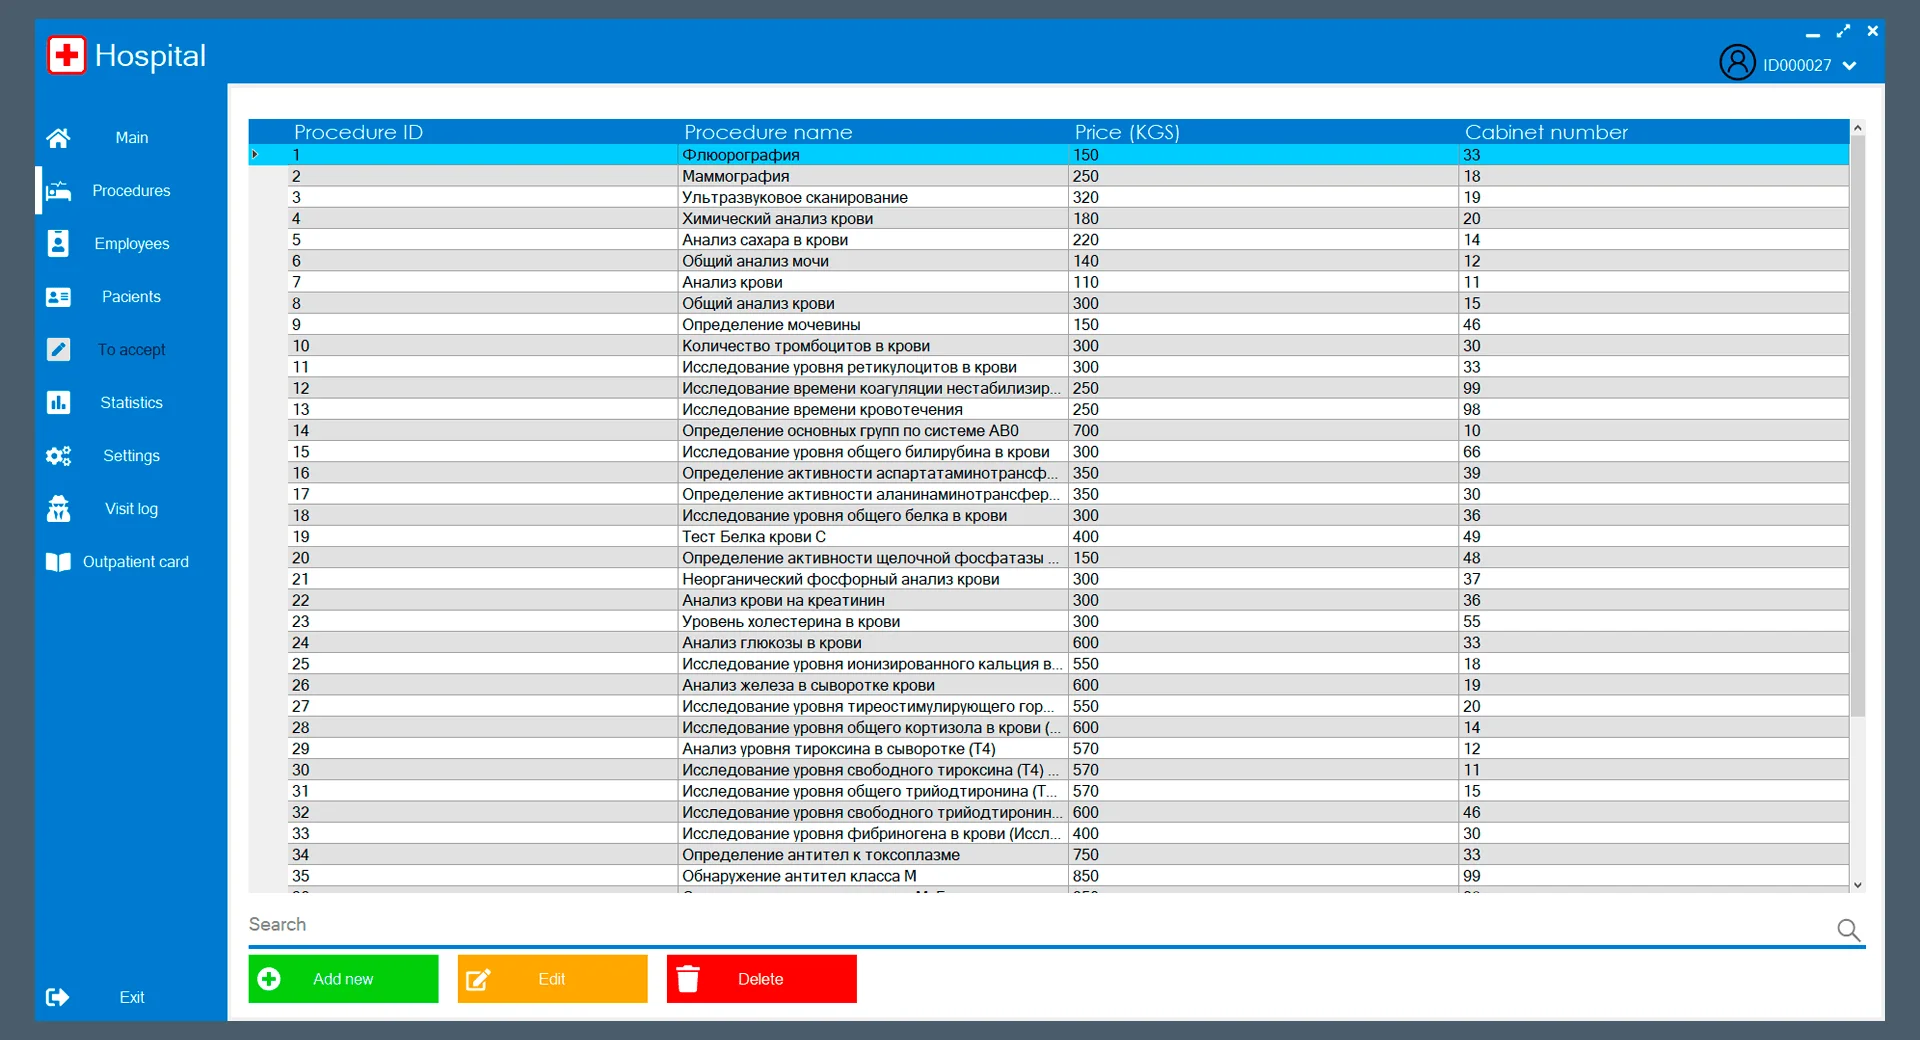 Hospital
ID000027
Main
Procedures
Employees
Pacients
To accept
Statistics
Settings
Visit log
Outpatient card
Exit
Procedure ID Procedure name Price (KGS) Cabinet number
1 Флюорография 150 33
2 Маммография 250 18
3 Ультразвуковое сканирование 320 19
4 Химический анализ крови 180 20
5 Анализ сахара в крови 220 14
6 Общий анализ мочи 140 12
7 Анализ крови 110 11
8 Общий анализ крови 300 15
9 Определение мочевины 150 46
10 Количество тромбоцитов в крови 300 30
11 Исследование уровня ретикулоцитов в крови 300 33
12 Исследование времени коагуляции нестабилизир... 250 99
13 Исследование времени кровотечения 250 98
14 Определение основных групп по системе АВ0 700 10
15 Исследование уровня общего билирубина в крови 300 66
16 Определение активности аспартатаминотрансф... 350 39
17 Определение активности аланинаминотрансфер... 350 30
18 Исследование уровня общего белка в крови 300 36
19 Тест Белка крови С 400 49
20 Определение активности щелочной фосфатазы ... 150 48
21 Неорганический фосфорный анализ крови 300 37
22 Анализ крови на креатинин 300 36
23 Уровень холестерина в крови 300 55
24 Анализ глюкозы в крови 600 33
25 Исследование уровня ионизированного кальция в... 550 18
26 Анализ железа в сыворотке крови 600 19
27 Исследование уровня тиреостимулирующего гор... 550 20
28 Исследование уровня общего кортизола в крови (... 600 14
29 Анализ уровня тироксина в сыворотке (Т4) 570 12
30 Исследование уровня свободного тироксина (Т4) ... 570 11
31 Исследование уровня общего трийодтиронина (Т... 570 15
32 Исследование уровня свободного трийодтиронин... 600 46
33 Исследование уровня фибриногена в крови (Иссл... 400 30
34 Определение антител к токсоплазме 750 33
35 Обнаружение антител класса М 850 99
Search
Add new
Edit
Delete